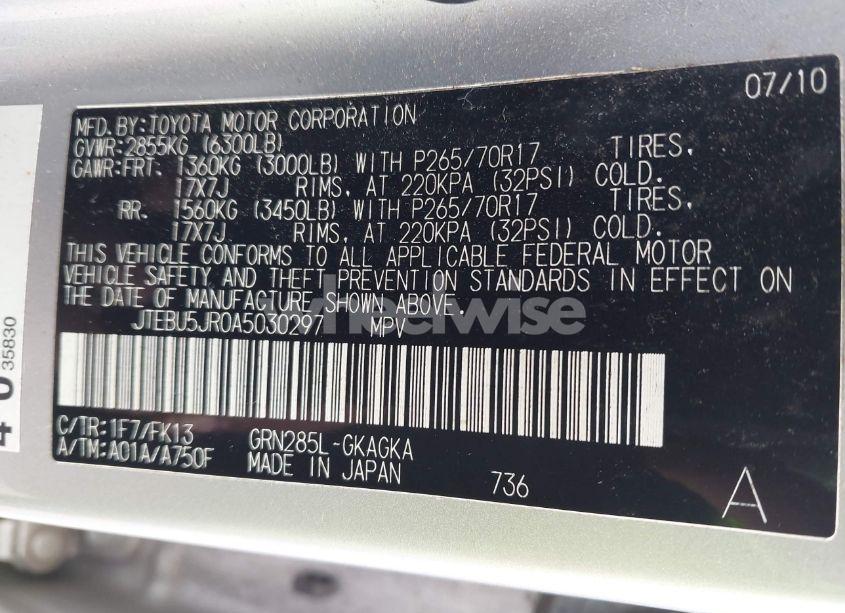 07/10
MFD.BY:TOYOTA MOTOR CORPORATION
GVWR:2855KG (6300LB)
GAWR:FRT. 1360KG (3000LB) WITH P265/70R17 TIRES,
17X7J RIMS, AT 220KPA (32PSI) COLD.
RR. 1560KG (3450LB) WITH P265/70R17 TIRES,
17X7J RIMS, AT 220KPA (32PSI) COLD.
THIS VEHICLE CONFORMS TO ALL APPLICABLE FEDERAL MOTOR
VEHICLE SAFETY AND THEFT PREVENTION STANDARDS IN EFFECT ON
THE DATE OF MANUFACTURE SHOWN ABOVE.
JTEBU5JR0A5030297 MPV
C/TR:1F7/FK13 GRN285L-GKAGKA
A/TM:A01A/A750F MADE IN JAPAN
736
A
35830
wheelwise